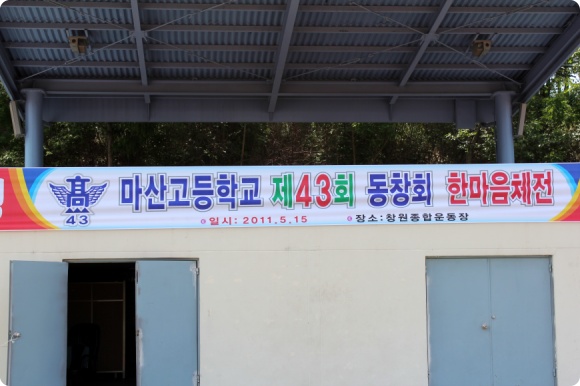 高
43
마산고등학교 제43회 동창회 한마음체전
일시: 2011.5.15 장소:창원종합운동장